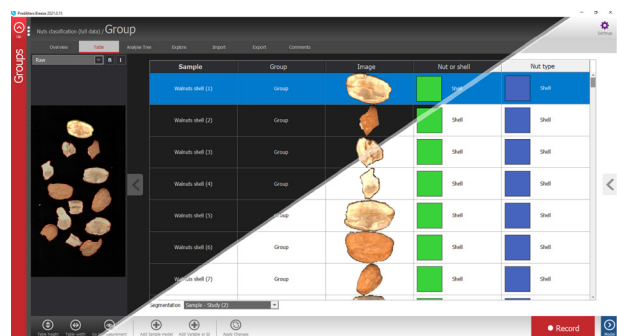 Prediktera Breeze 2021.2.15
Up
Groups
Nuts classification (full data) / Group
Settings
Overview Table Analyse Tree Explore Import Export Comments
Raw B I
Sample Group Image Nut or shell Nut type
Walnuts shell (1) Group Shell Shell
Walnuts shell (2) Group Shell Shell
Walnuts shell (3) Group Shell Shell
Walnuts shell (4) Group Shell Shell
Walnuts shell (5) Group Shell Shell
Walnuts shell (6) Group Shell Shell
Walnuts shell (7) Group Shell Shell
Segmentation Sample - Study (2)
Table height Table width Add Sample model Add Variable or Id Apply Changes
Record
Model